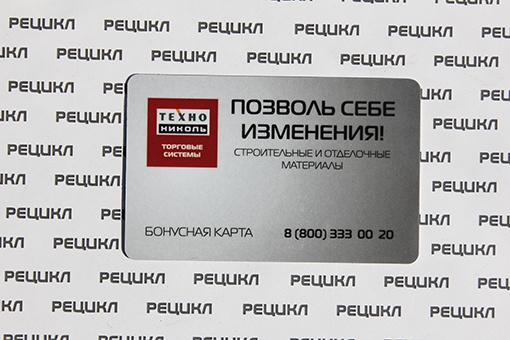 ТЕХНО
НИКОЛЬ
ТОРГОВЫЕ
СИСТЕМЫ
ПОЗВОЛЬ СЕБЕ
ИЗМЕНЕНИЯ!
СТРОИТЕЛЬНЫЕ И ОТДЕЛОЧНЫЕ
МАТЕРИАЛЫ
БОНУСНАЯ КАРТА
8 (800) 333 00 20
РЕЦИКЛ РЕЦИКЛ РЕЦИКЛ РЕЦИКЛ РЕЦИКЛ